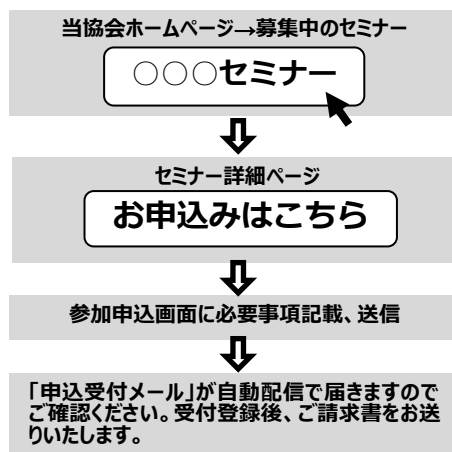 当協会ホームページ→募集中のセミナー
○○○セミナー
セミナー詳細ページ
お申込みはこちら
参加申込画面に必要事項記載、送信
「申込受付メール」が自動配信で届きますので
ご確認ください。受付登録後、ご請求書をお送
りいたします。